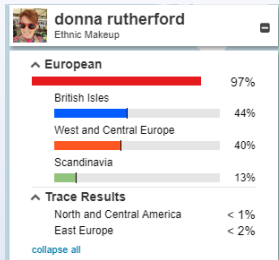 donna rutherford
Ethnic Makeup
European
97%
British Isles
44%
West and Central Europe
40%
Scandinavia
13%
Trace Results
North and Central America < 1%
East Europe < 2%
collapse all